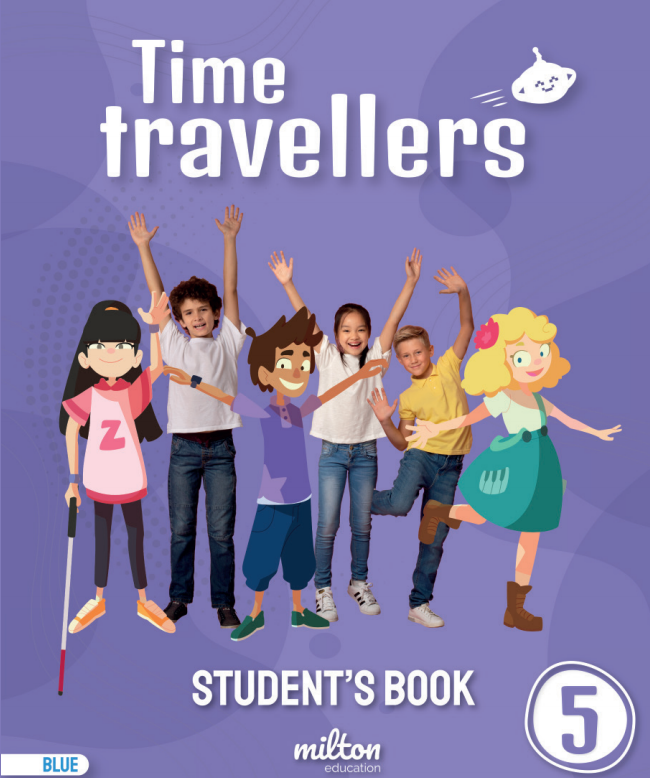 Time
travellers
Z
STUDENT'S BOOK
5
milton
education
BLUE